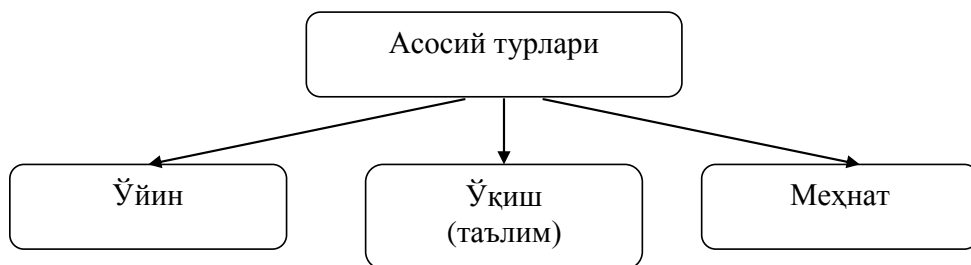 Асосий турлари
Ўйин
Ўқиш
(таълим)
Меҳнат